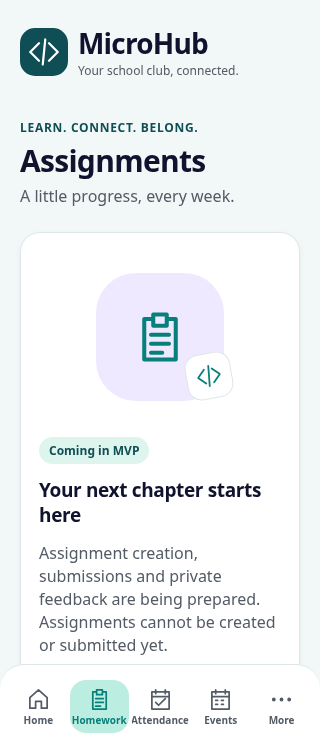 MicroHub
Your school club, connected.
LEARN. CONNECT. BELONG.
Assignments
A little progress, every week.
Coming in MVP
Your next chapter starts
here
Assignment creation,
submissions and private
feedback are being prepared.
Assignments cannot be created
or submitted yet.
Home Homework Attendance Events More